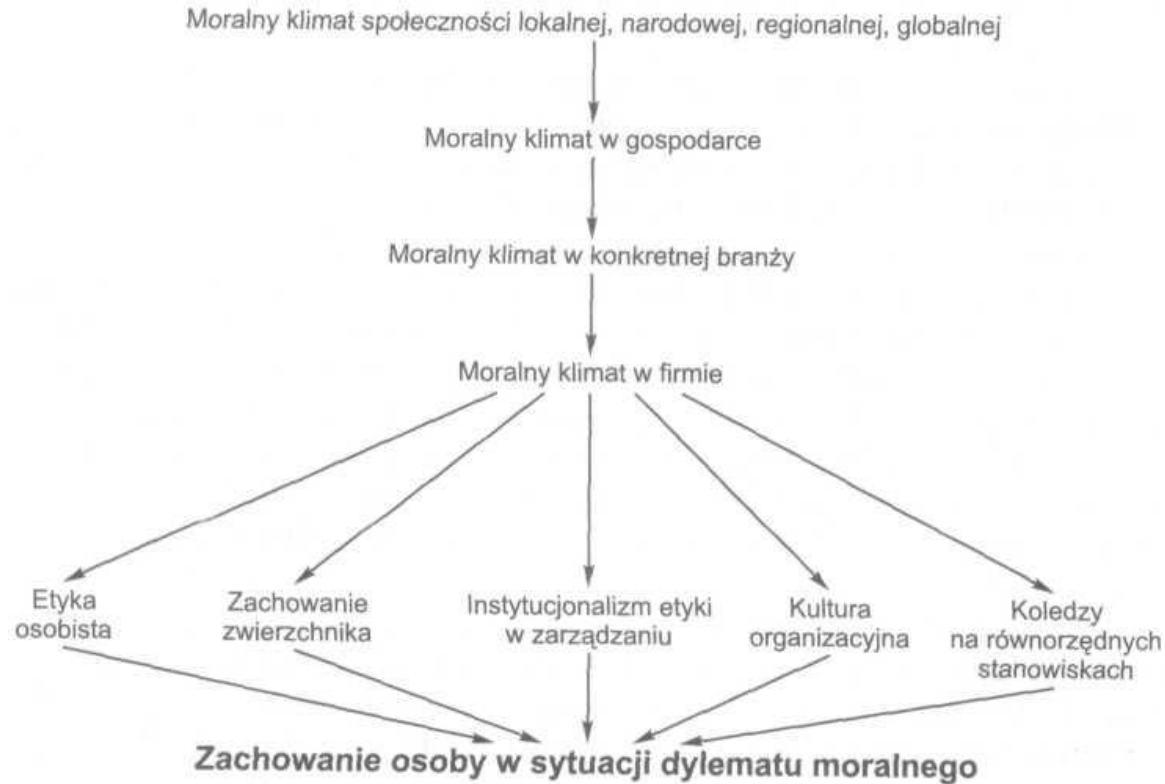 Moralny klimat społeczności lokalnej, narodowej, regionalnej, globalnej
Moralny klimat w gospodarce
Moralny klimat w konkretnej branży
Moralny klimat w firmie
Etyka
osobista
Zachowanie
zwierzchnika
Instytucjonalizm etyki
w zarządzaniu
Kultura
organizacyjna
Koledzy
na równorzędnych
stanowiskach
Zachowanie osoby w sytuacji dylematu moralnego